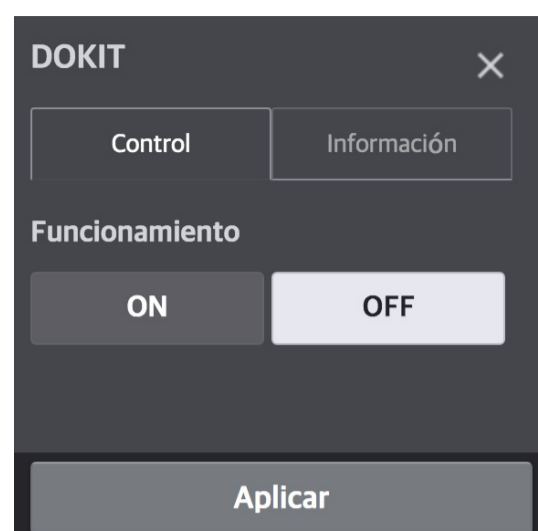 DOKIT
Control
Información
Funcionamiento
ON
OFF
Aplicar